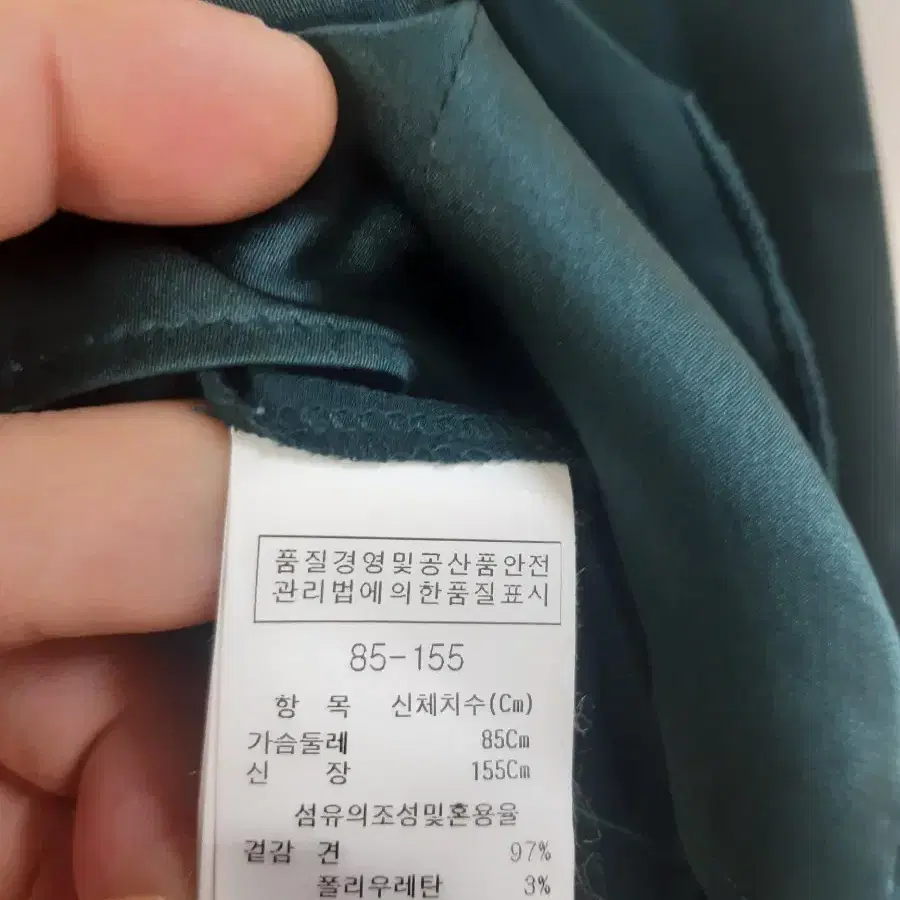 품질경영및공산품안전
관리법에의한품질표시
85-155
항 목 신체치수(Cm)
가슴둘레 85Cm
신 장 155Cm
섬유의조성및혼용율
겉감 견 97%
폴리우레탄 3%